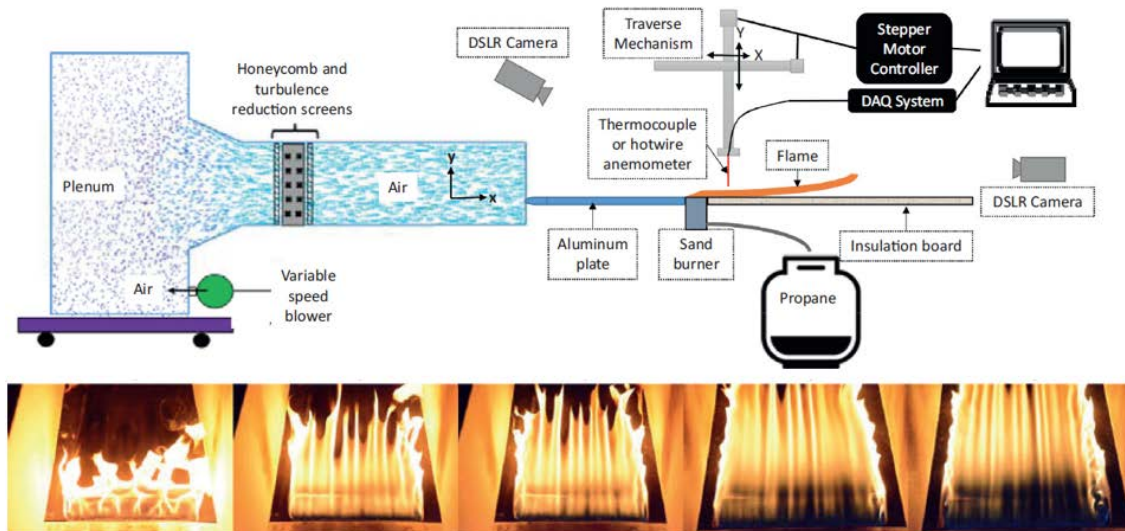 DSLR Camera
Traverse
Mechanism
Y
X
Stepper
Motor
Controller
DAQ System
Honeycomb and
turbulence
reduction screens
Thermocouple
or hotwire
anemometer
Flame
Plenum
Air
y
x
DSLR Camera
Aluminum
plate
Sand
burner
Insulation board
Air
Variable
speed
blower
Propane